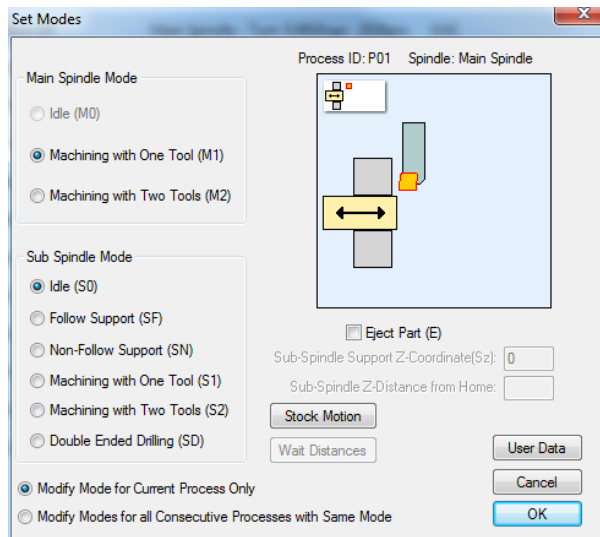 Set Modes
Process ID: P01 Spindle: Main Spindle
Main Spindle Mode
Idle (M0)
Machining with One Tool (M1)
Machining with Two Tools (M2)
Sub Spindle Mode
Idle (S0)
Follow Support (SF)
Non-Follow Support (SN)
Machining with One Tool (S1)
Machining with Two Tools (S2)
Double Ended Drilling (SD)
Eject Part (E)
Sub-Spindle Support Z-Coordinate(Sz): 0
Sub-Spindle Z-Distance from Home:
Stock Motion
Wait Distances
User Data
Modify Mode for Current Process Only
Cancel
Modify Modes for all Consecutive Processes with Same Mode
OK